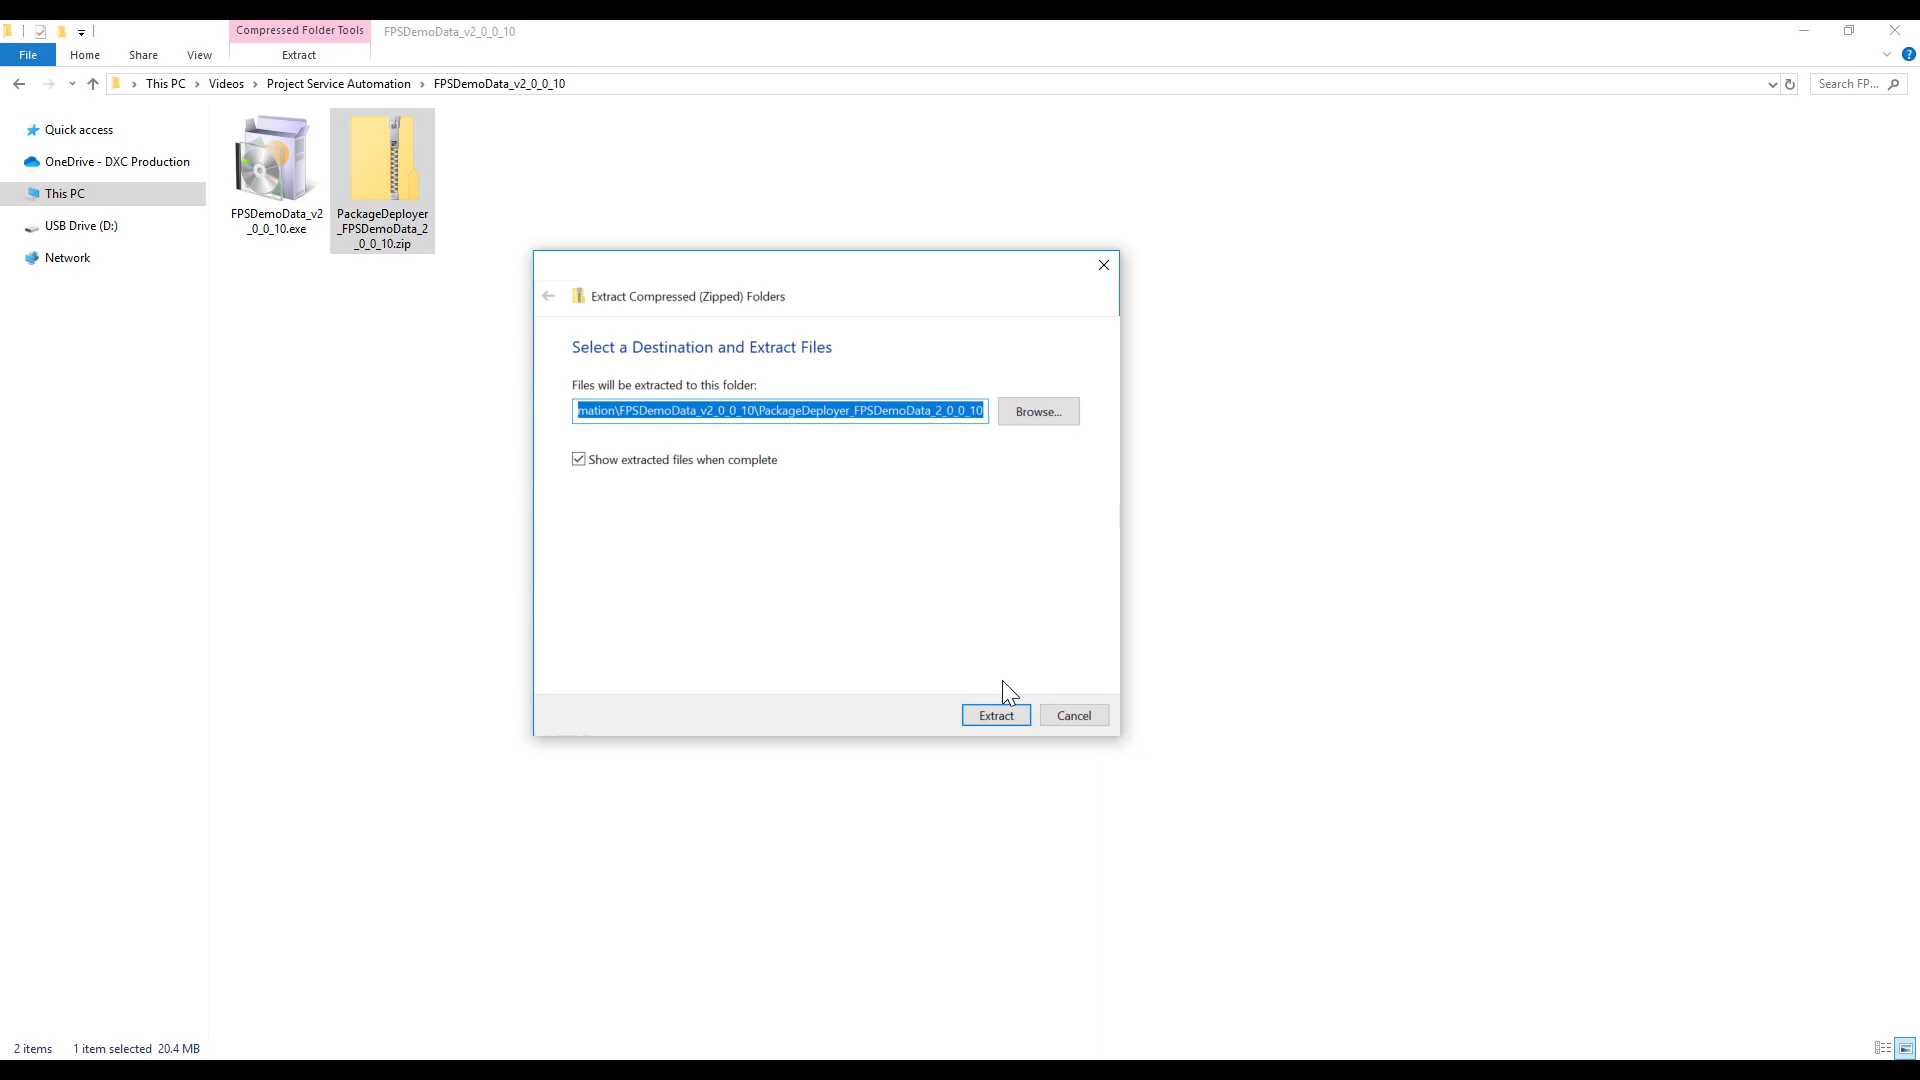 Compressed Folder Tools
FPSDemoData_v2_0_0_10
File
Home
Share
View
Extract
This PC
Videos
Project Service Automation
FPSDemoData_v2_0_0_10
Search FP...
Quick access
OneDrive - DXC Production
This PC
USB Drive (D:)
Network
FPSDemoData_v2
_0_0_10.exe
PackageDeployer
_FPSDemoData_2
_0_0_10.zip
Extract Compressed (Zipped) Folders
Select a Destination and Extract Files
Files will be extracted to this folder:
mation\FPSDemoData_v2_0_0_10\PackageDeployer_FPSDemoData_2_0_0_10
Browse...
Show extracted files when complete
Extract
Cancel
2 items
1 item selected 20.4 MB